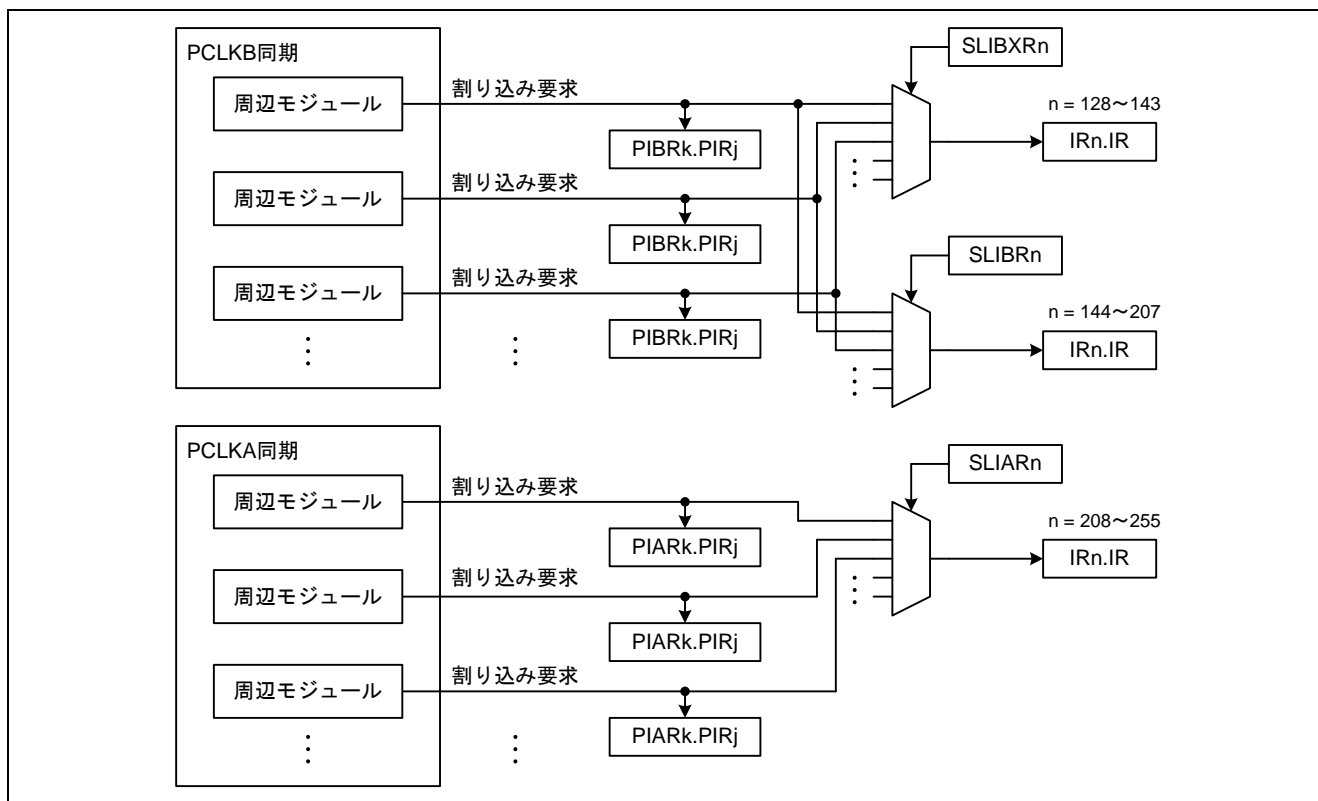 PCLKB同期
SLIBXRn
周辺モジュール
割り込み要求
n = 128～143
PIBRk.PIRj
IRn.IR
周辺モジュール
割り込み要求
PIBRk.PIRj
SLIBRn
周辺モジュール
割り込み要求
n = 144～207
PIBRk.PIRj
IRn.IR
PCLKA同期
SLIARn
周辺モジュール
割り込み要求
n = 208～255
PIARk.PIRj
IRn.IR
周辺モジュール
割り込み要求
PIARk.PIRj
周辺モジュール
割り込み要求
PIARk.PIRj